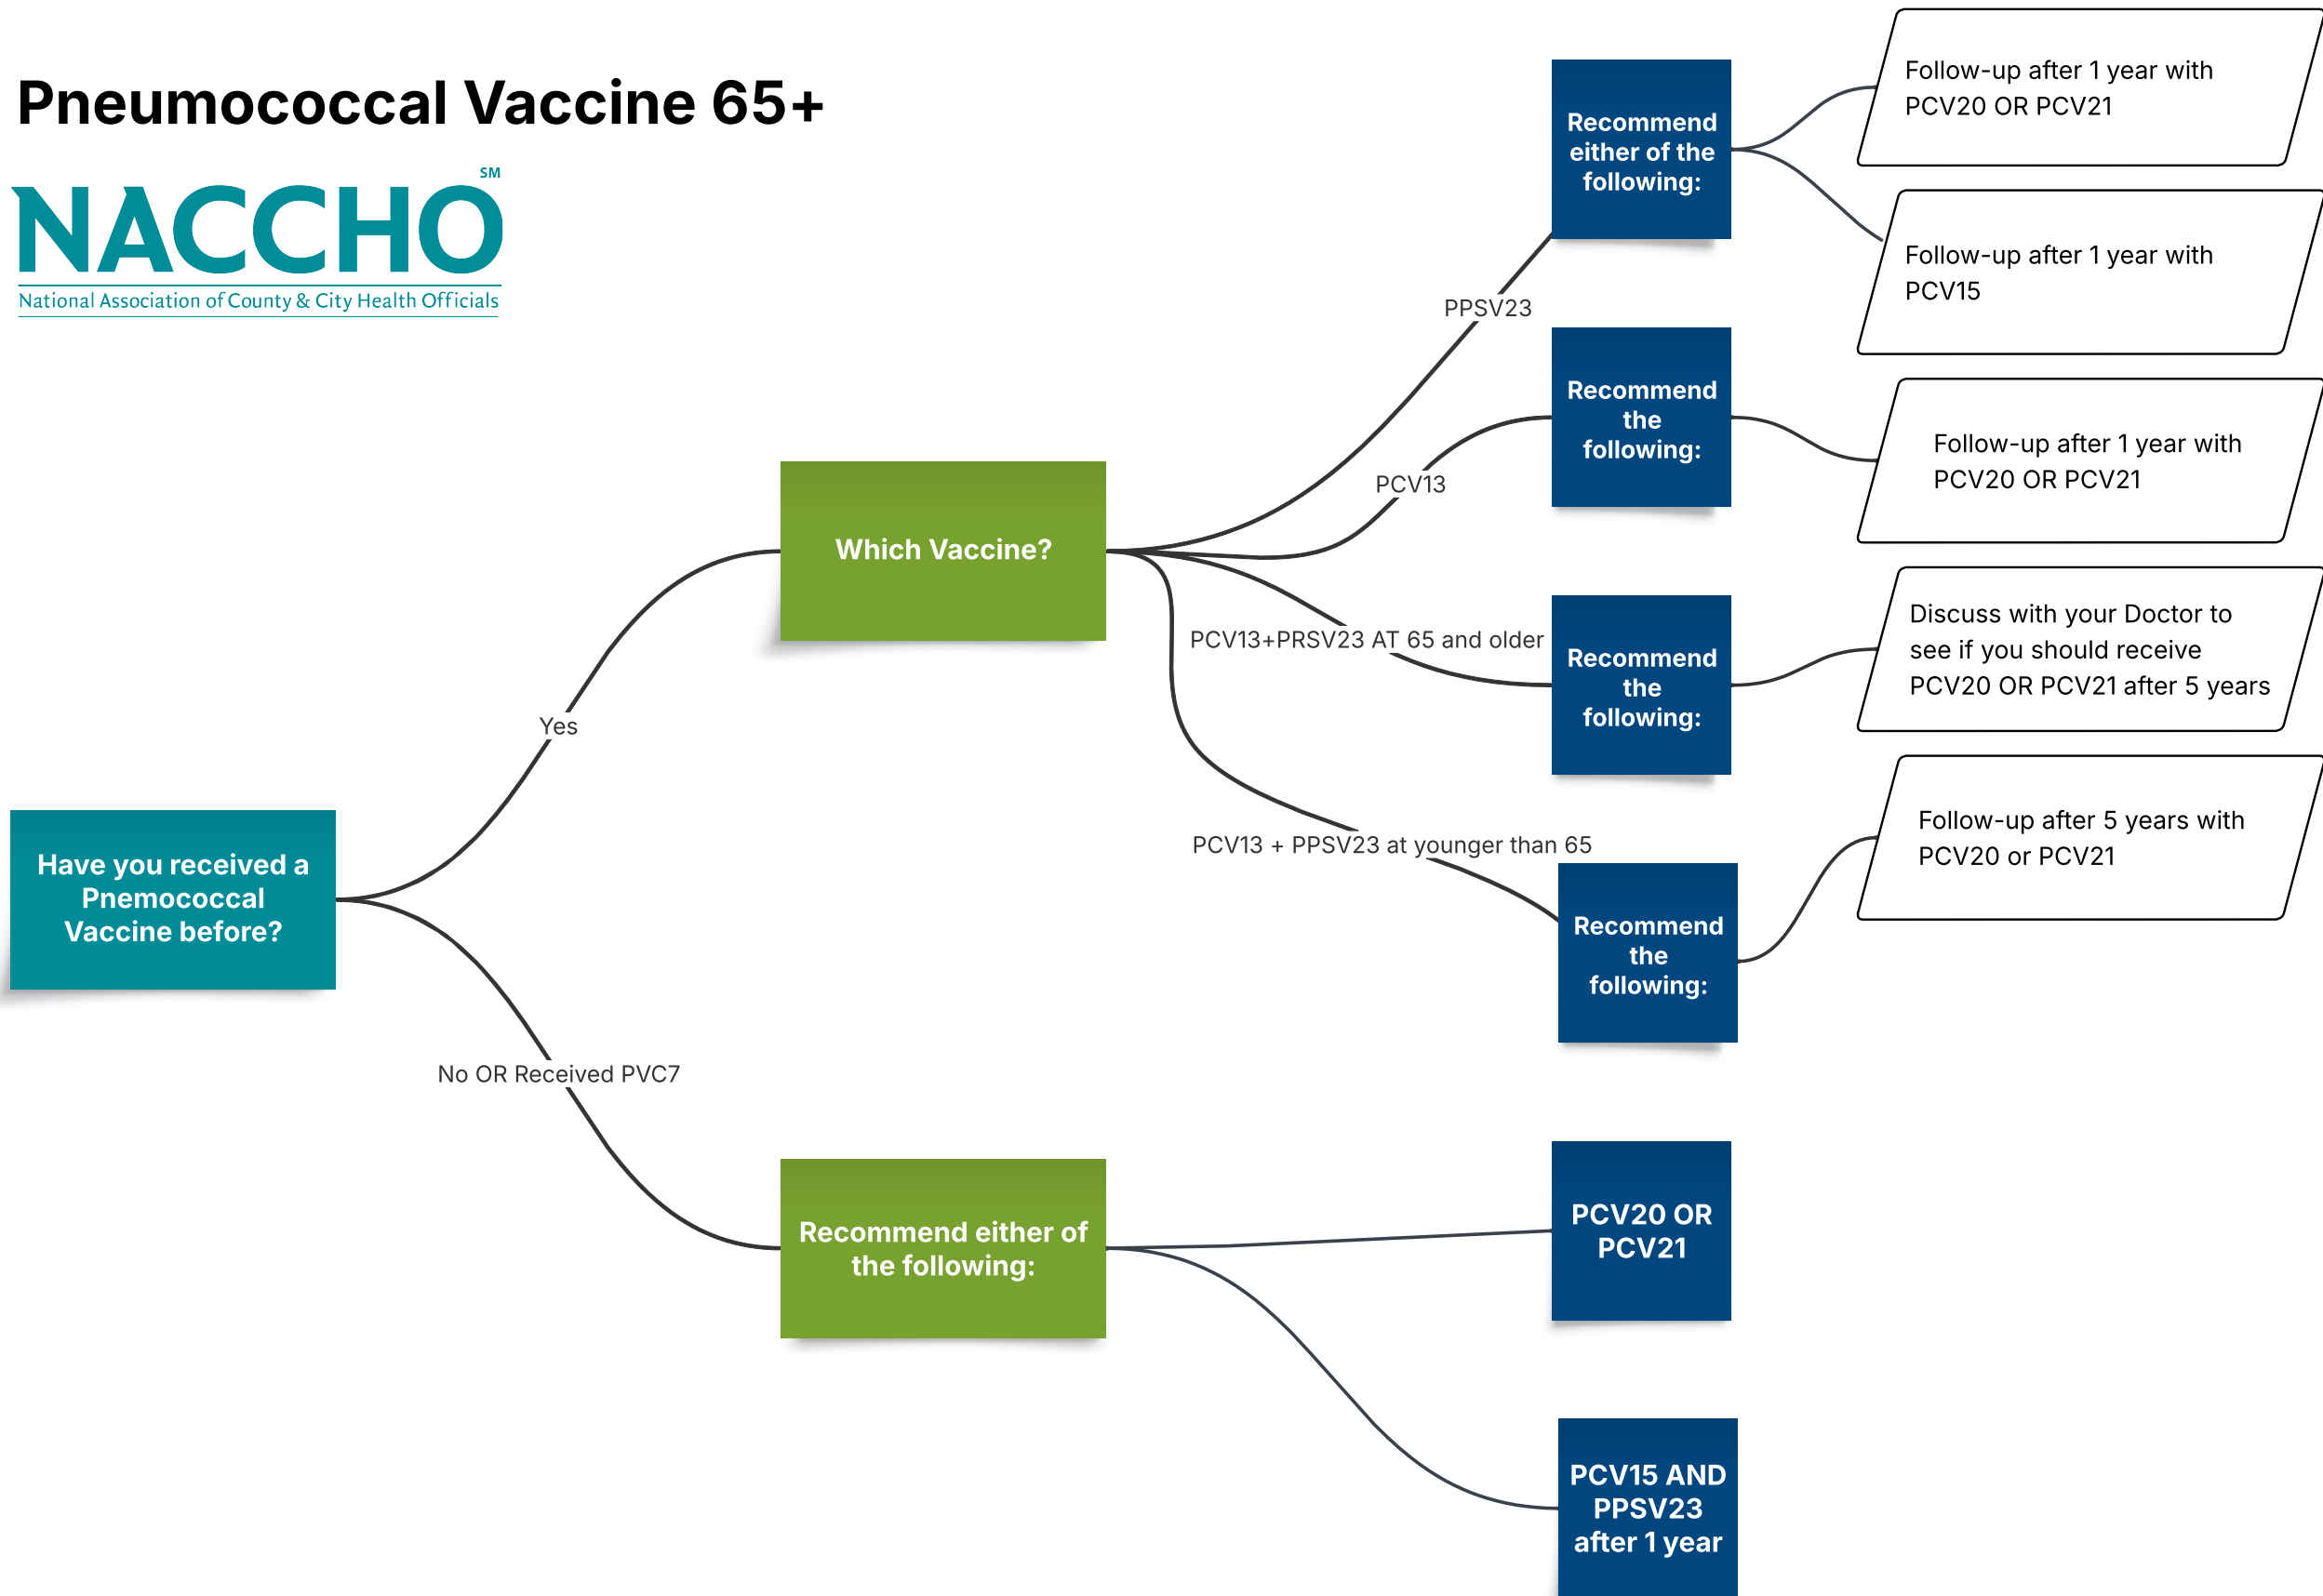 Pneumococcal Vaccine 65+
NACCHO
SM
National Association of County & City Health Officials
Have you received a
Pnemococcal
Vaccine before?
Yes
No OR Received PVC7
Which Vaccine?
PPSV23
PCV13
PCV13+PRSV23 AT 65 and older
PCV13 + PPSV23 at younger than 65
Recommend
either of the
following:
Follow-up after 1 year with
PCV20 OR PCV21
Follow-up after 1 year with
PCV15
Recommend
the
following:
Follow-up after 1 year with
PCV20 OR PCV21
Recommend
the
following:
Discuss with your Doctor to
see if you should receive
PCV20 OR PCV21 after 5 years
Recommend
the
following:
Follow-up after 5 years with
PCV20 or PCV21
Recommend either of
the following:
PCV20 OR
PCV21
PCV15 AND
PPSV23
after 1 year